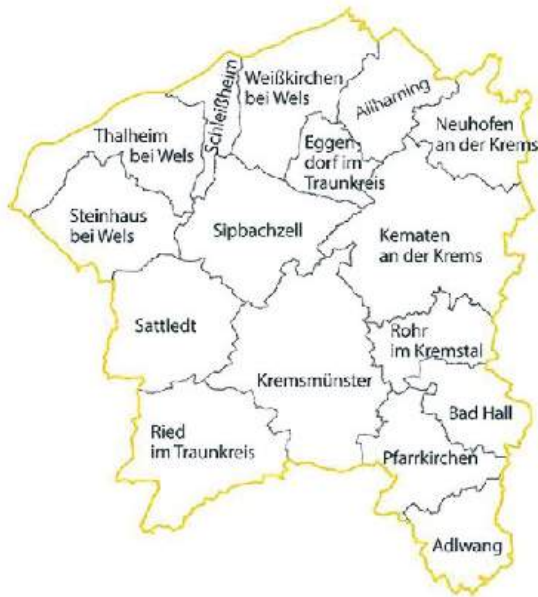 Weißkirchen
bei Wels
Schleißheim
Allharning
Thalheim
bei Wels
Neuhofen
an der Krems
Eggen
dorf im
Traunkreis
Steinhaus
bei Wels
Sipbachzell
Kematen
an der Krems
Sattledt
Rohr
im Kremstal
Kremsmünster
Bad Hall
Ried
im Traunkreis
Pfarrkirchen
Adlwang